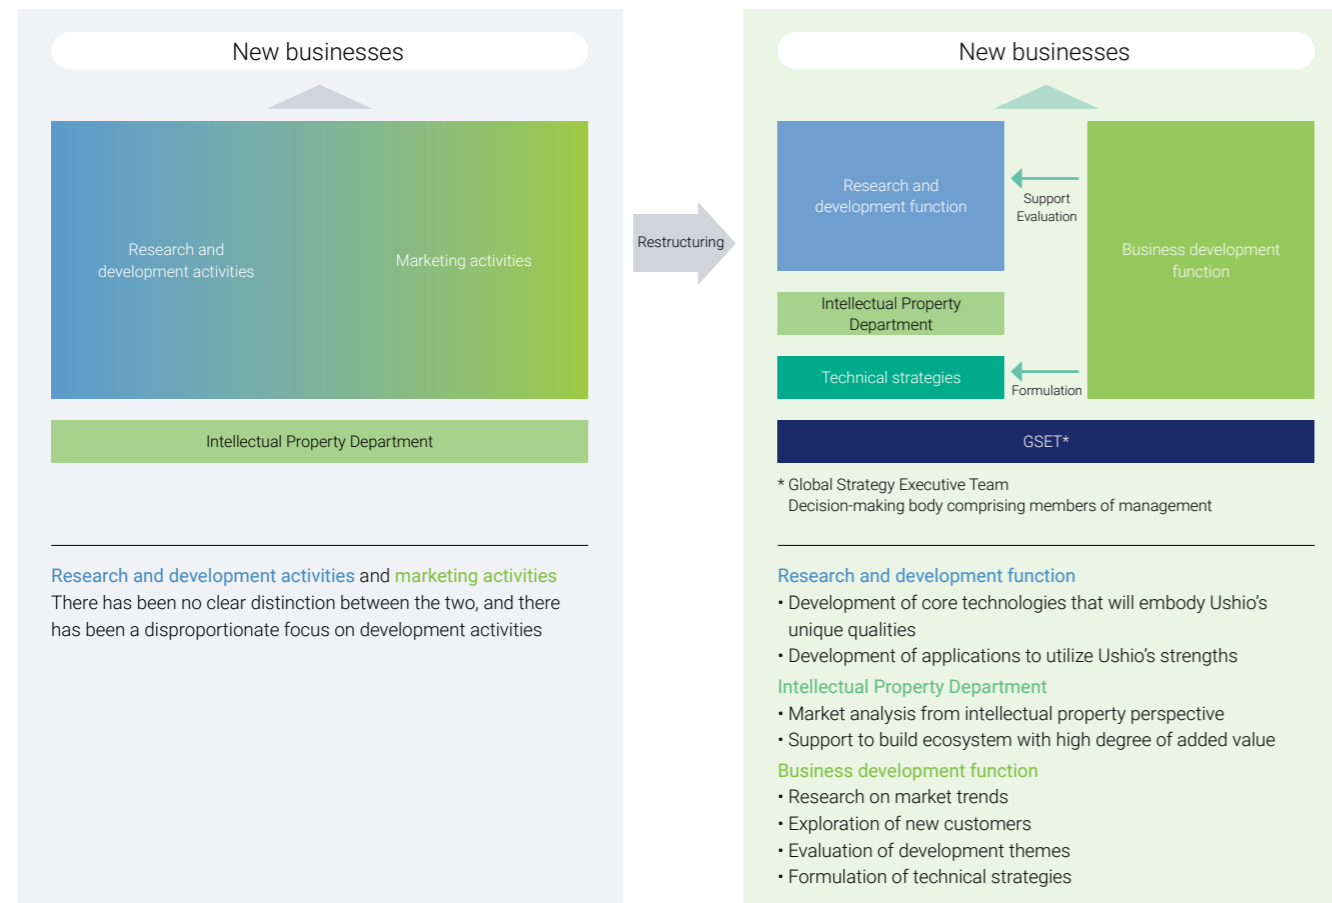 New businesses
Research and
development activities
Marketing activities
Intellectual Property Department
Research and development activities and marketing activities
There has been no clear distinction between the two, and there
has been a disproportionate focus on development activities
Restructuring
New businesses
Research and
development function
Support
Evaluation
Business development
function
Intellectual Property
Department
Technical strategies
Formulation
GSET*
* Global Strategy Executive Team
Decision-making body comprising members of management
Research and development function
• Development of core technologies that will embody Ushio’s
unique qualities
• Development of applications to utilize Ushio’s strengths
Intellectual Property Department
• Market analysis from intellectual property perspective
• Support to build ecosystem with high degree of added value
Business development function
• Research on market trends
• Exploration of new customers
• Evaluation of development themes
• Formulation of technical strategies